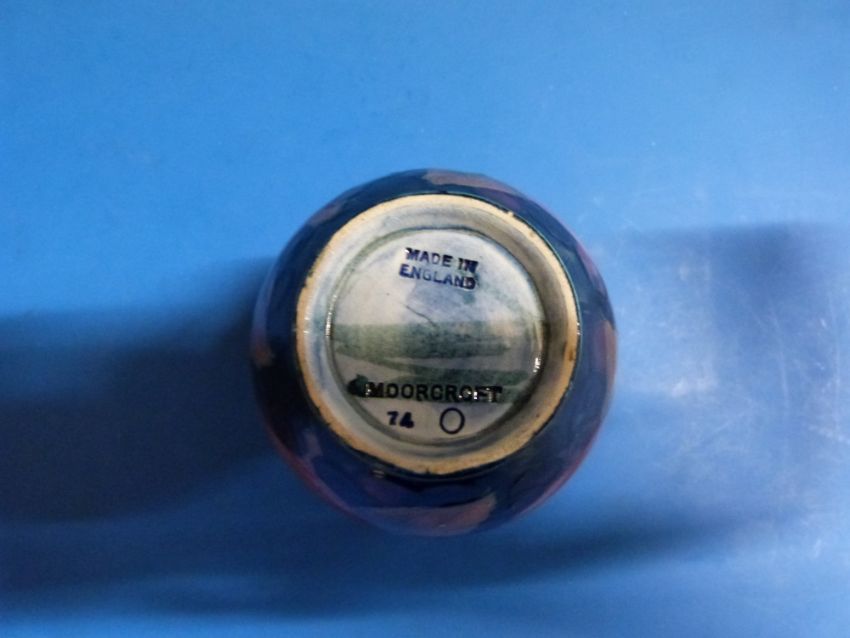 MADE IN
ENGLAND
MOORCROFT
74 O